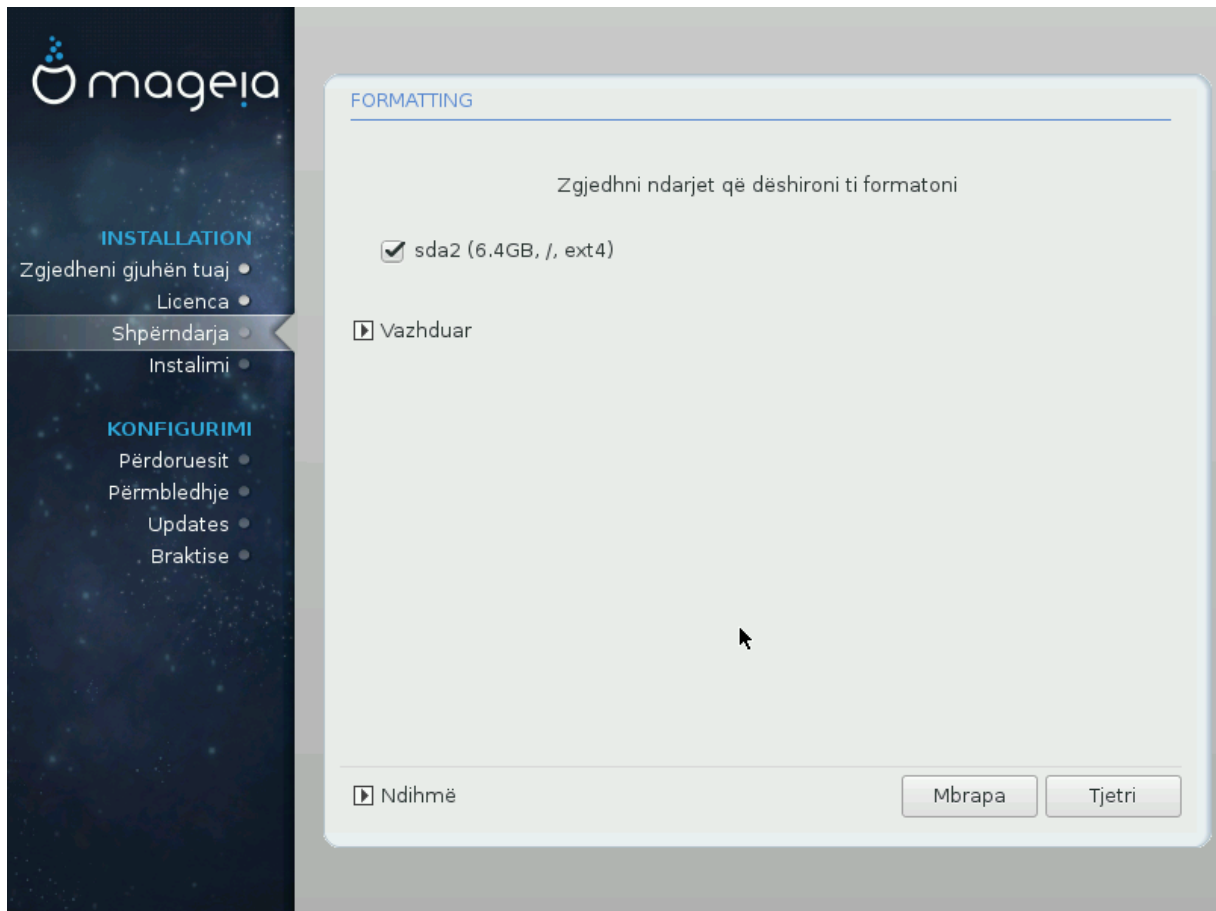 mageia
INSTALLATION
Zgjedheni gjuhën tuaj
Licenca
Shpërndarja
Instalimi
KONFIGURIMI
Përdoruesit
Përmbledhje
Updates
Braktise
FORMATTING
Zgjedhni ndarjet që dëshironi ti formatoni
sda2 (6.4GB, /, ext4)
Vazhduar
Ndihmë
Mbrapa
Tjetri